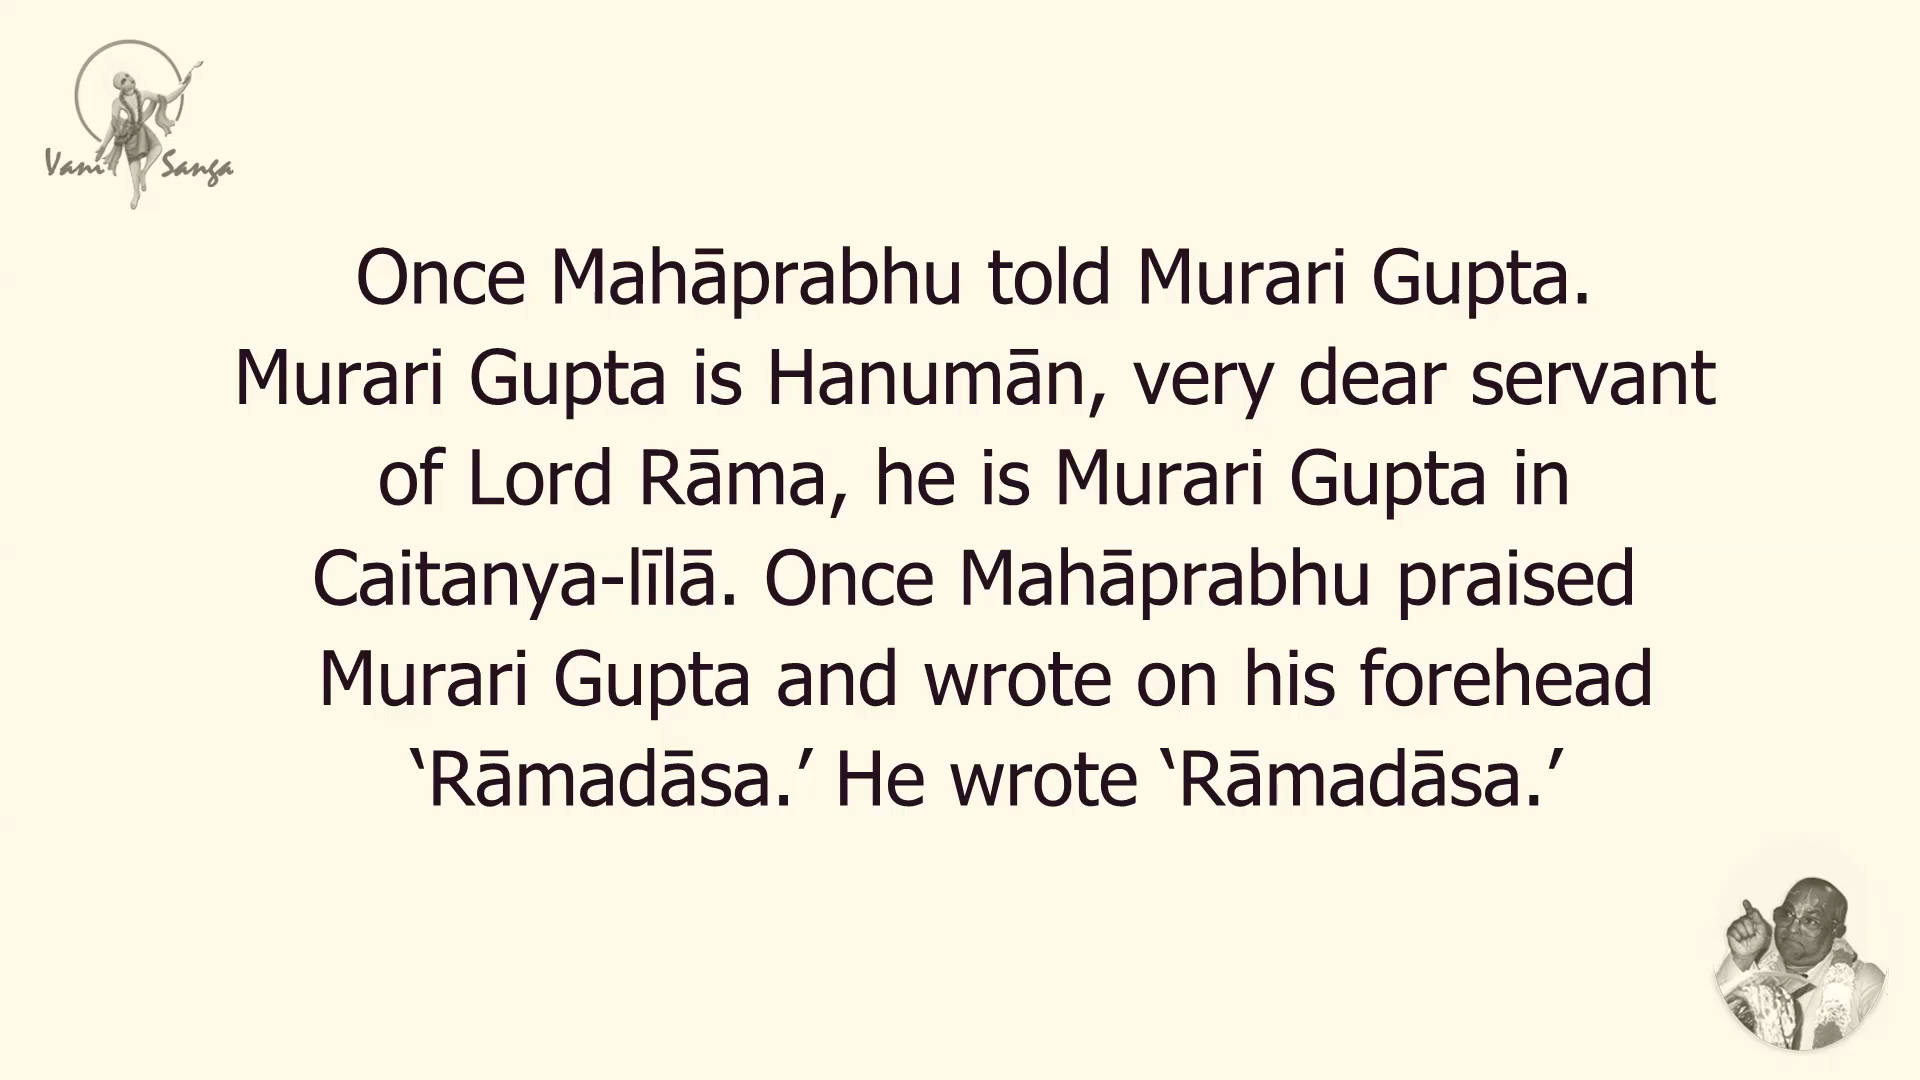 Vani Sanga
Once Mahāprabhu told Murari Gupta.
Murari Gupta is Hanumān, very dear servant
of Lord Rāma, he is Murari Gupta in
Caitanya-līlā. Once Mahāprabhu praised
Murari Gupta and wrote on his forehead
‘Rāmadāsa.’ He wrote ‘Rāmadāsa.’